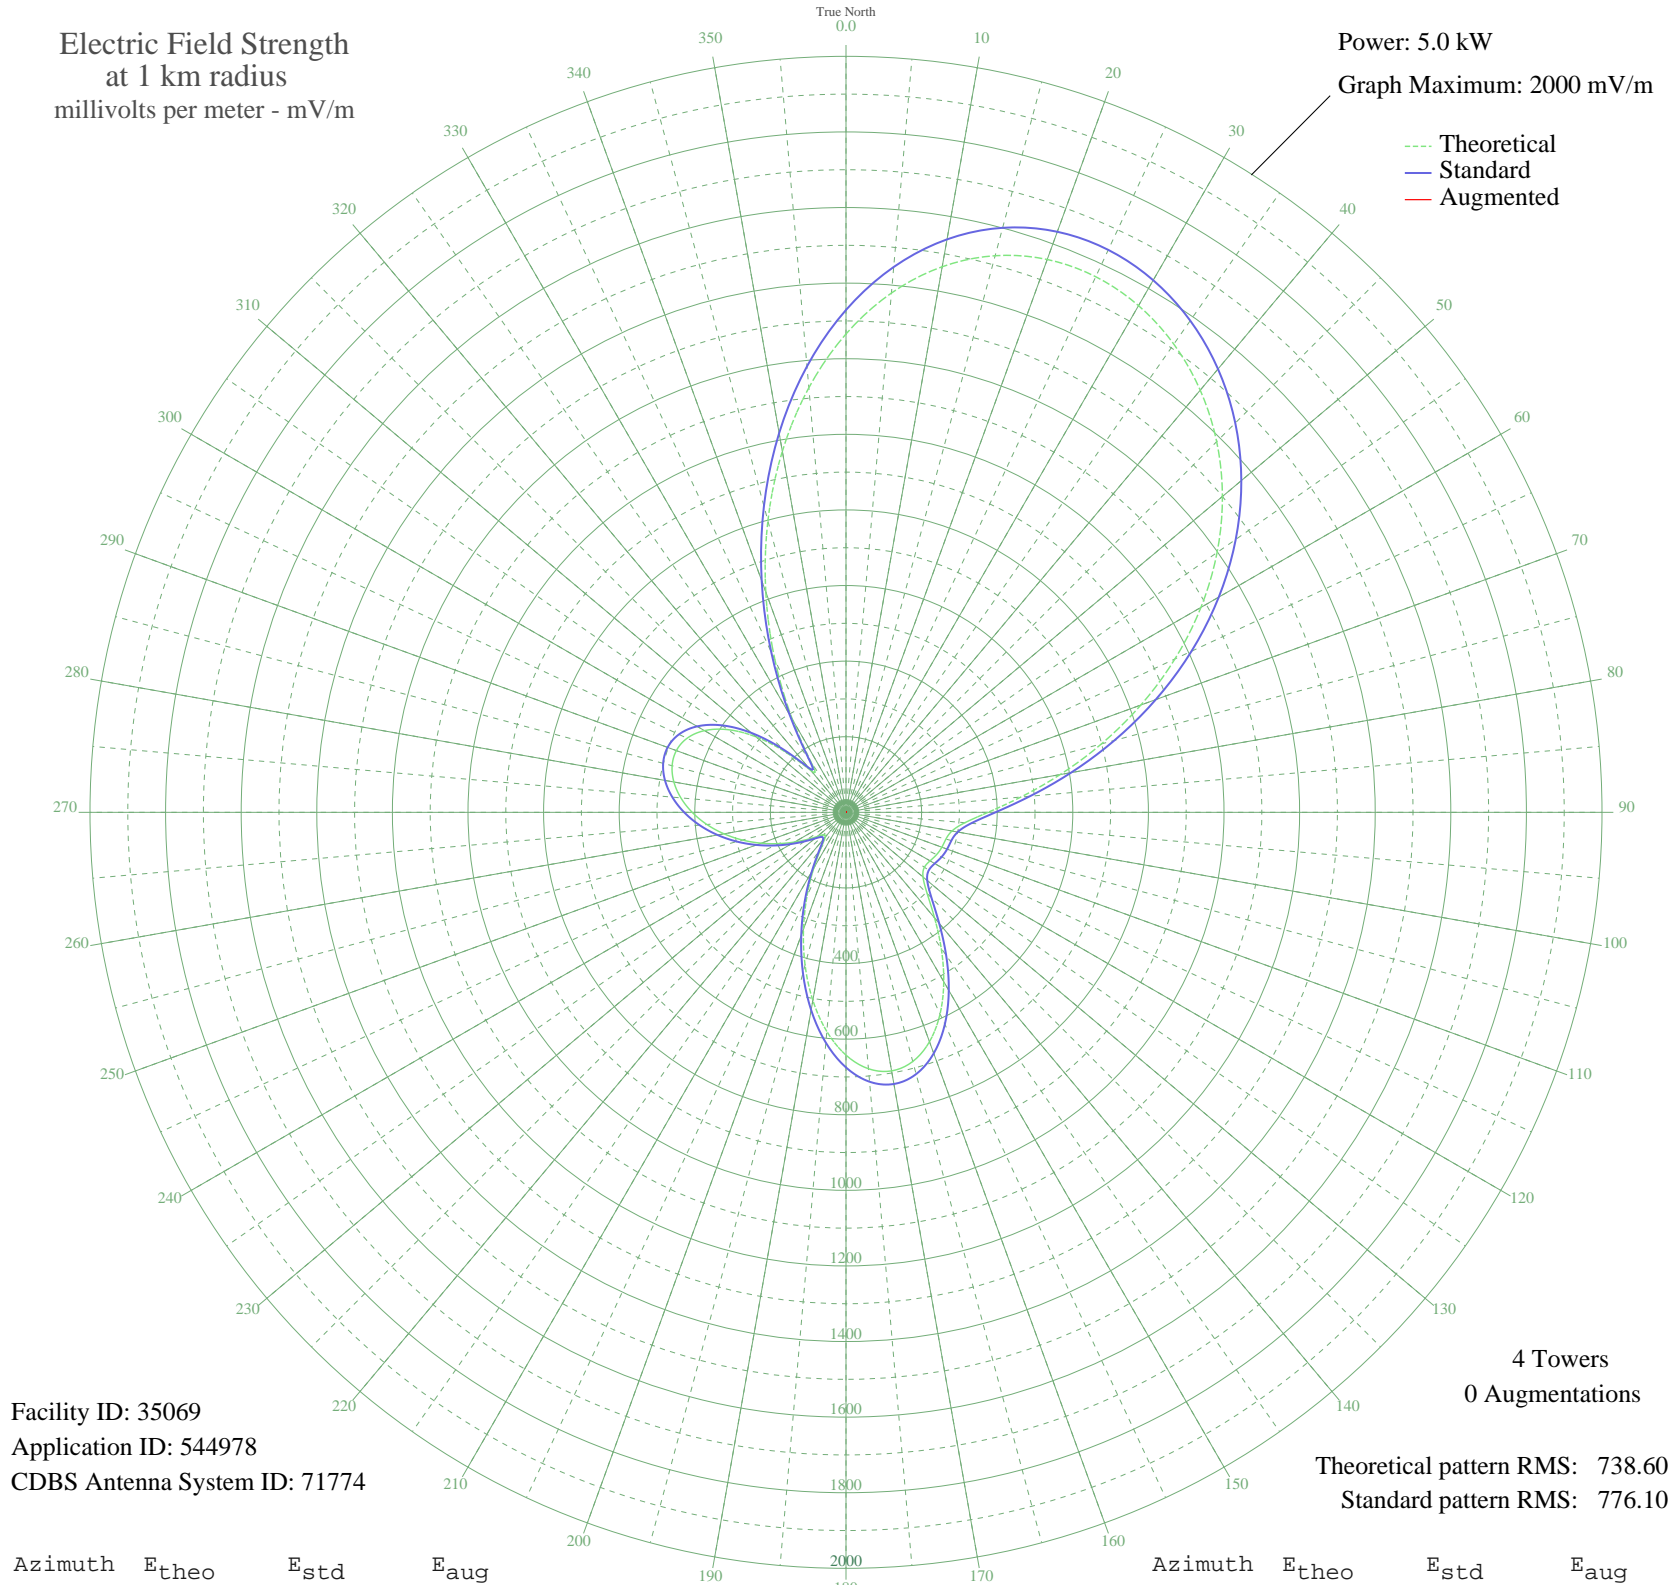 True North
0.0
Electric Field Strength
at 1 km radius
millivolts per meter - mV/m
Power: 5.0 kW
Graph Maximum: 2000 mV/m
Theoretical
Standard
Augmented
10
20
30
40
50
60
70
80
90
100
110
120
130
140
150
160
170
190
200
210
220
230
240
250
260
270
280
290
300
310
320
330
340
350
400
600
800
1000
1200
1400
1600
1800
2000
4 Towers
0 Augmentations
Facility ID: 35069
Application ID: 544978
CDBS Antenna System ID: 71774
Theoretical pattern RMS: 738.60
Standard pattern RMS: 776.10
Azimuth Etheo Estd Eaug Azimuth Etheo Estd Eaug